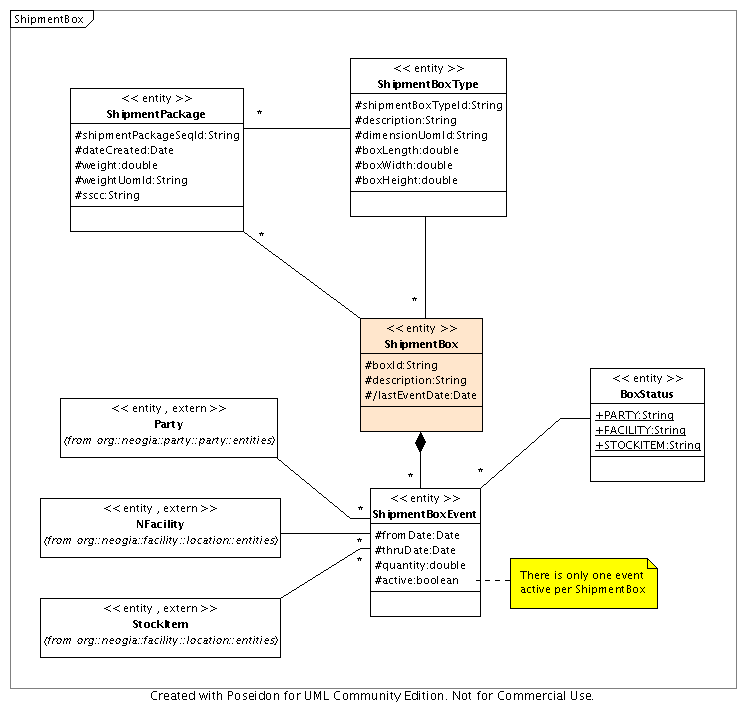 ShipmentBox
<< entity >>
ShipmentPackage
#shipmentPackageSeqId:String
#dateCreated:Date
#weight:double
#weightUomId:String
#sscc:String
*
*
<< entity >>
ShipmentBoxType
#shipmentBoxTypeId:String
#description:String
#dimensionUomId:String
#boxLength:double
#boxWidth:double
#boxHeight:double
*
<< entity >>
ShipmentBox
#boxId:String
#description:String
#/lastEventDate:Date
<< entity >>
BoxStatus
+PARTY:String
+FACILITY:String
+STOCKITEM:String
<< entity , extern >>
Party
(from org::neogia::party::party::entities)
*
*
<< entity >>
ShipmentBoxEvent
#fromDate:Date
#thruDate:Date
#quantity:double
#active:boolean
*
*
*
<< entity , extern >>
NFacility
(from org::neogia::facility::location::entities)
There is only one event
active per ShipmentBox
<< entity , extern >>
StockItem
(from org::neogia::facility::location::entities)
Created with Poseidon for UML Community Edition. Not for Commercial Use.